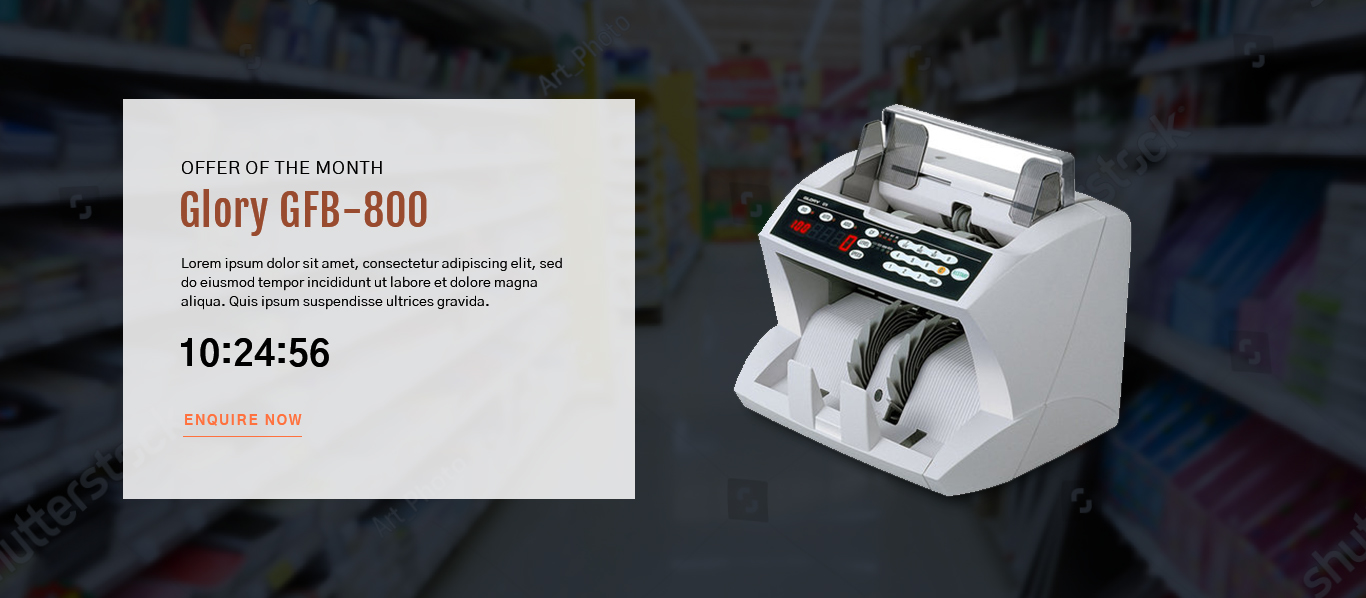 Art_Photo
OFFER OF THE MONTH
Glory GFB-800
Lorem ipsum dolor sit amet, consectetur adipiscing elit, sed
do eiusmod tempor incididunt ut labore et dolore magna
aliqua. Quis ipsum suspendisse ultrices gravida.
10:24:56
ENQUIRE NOW
GLORY
100
0
Art_Photo